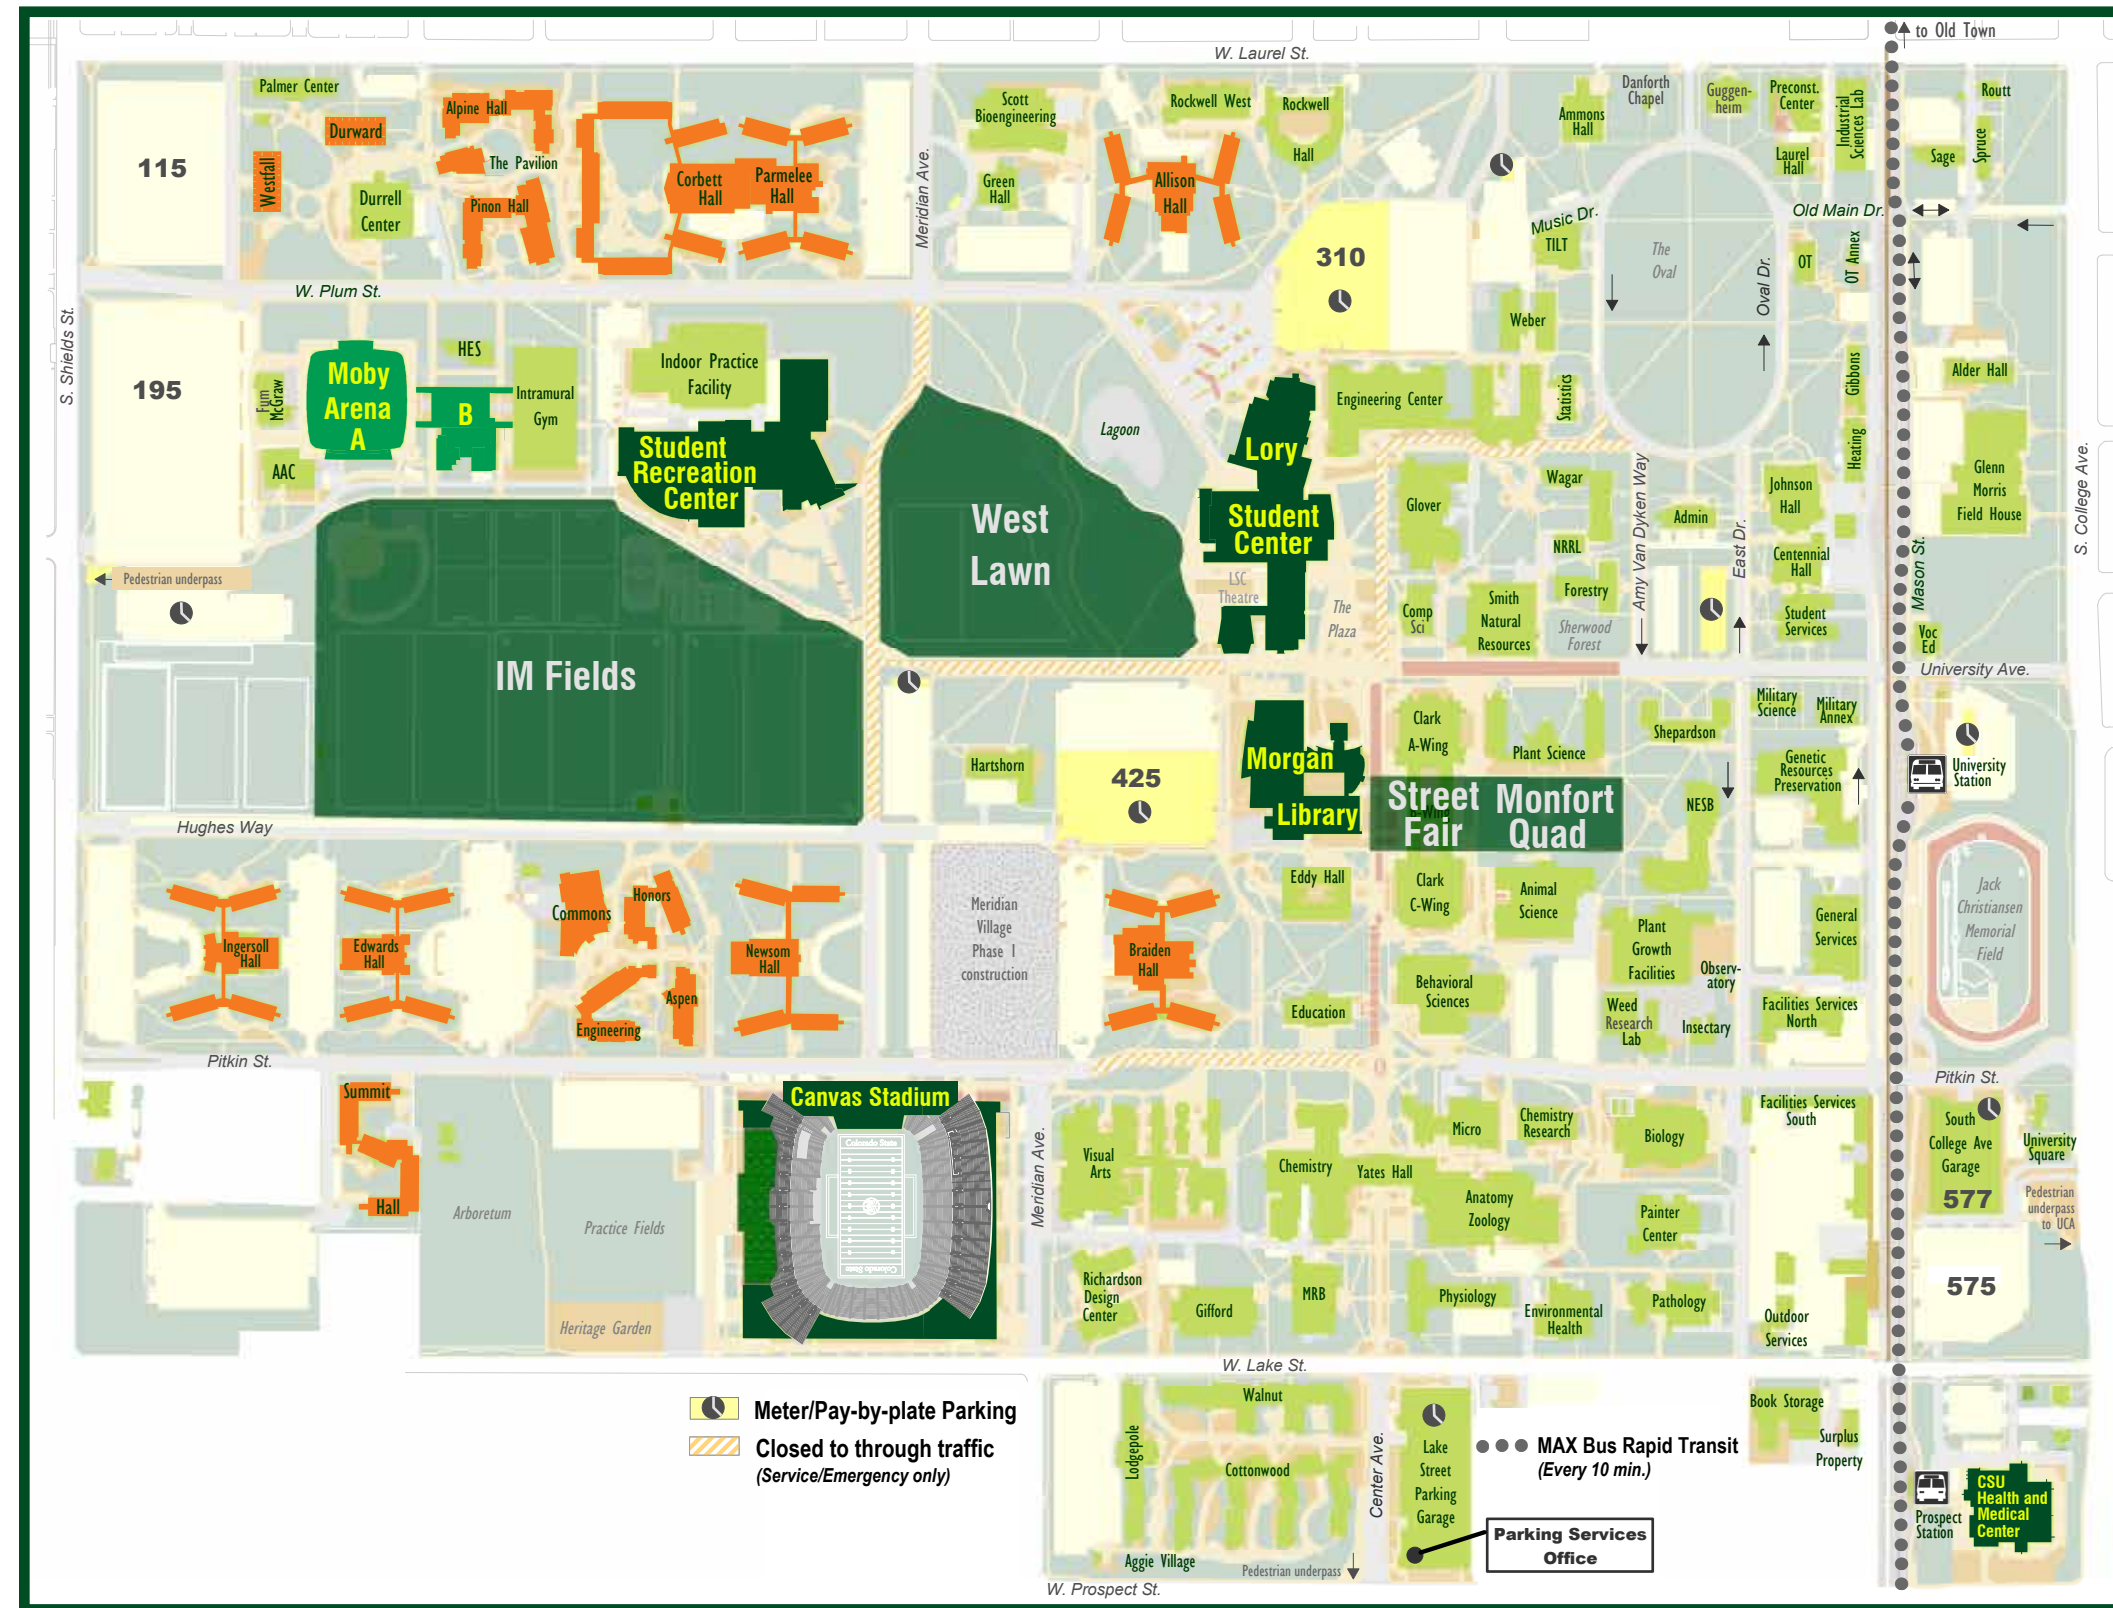 W. Laurel St.
to Old Town
Palmer Center
Durward
Westfall
Durrell
Center
Alpine Hall
The Pavilion
Pinon Hall
Corbett
Hall
Parmelee
Hall
115
Meridian Ave.
Scott
Bioengineering
Green
Hall
Rockwell West
Rockwell
Hall
Allison
Hall
310
Ammons
Hall
Danforth
Chapel
Guggen-
heim
Preconst.
Center
Industrial
Sciences Lab
Laurel
Hall
Routt
Sage
Spruce
Music Dr.
TILT
The
Oval
Oval Dr.
Old Main Dr.
OT
OT Annex
W. Plum St.
S. Shields St.
195
Fum
McGraw
Moby
Arena
A
HES
B
Intramural
Gym
AAC
Indoor Practice
Facility
Student
Recreation
Center
Lagoon
West
Lawn
Lory
Student
Center
LSC
Theatre
The
Plaza
Weber
Engineering Center
Statistics
Gibbons
Heating
Alder Hall
Glenn
Morris
Field House
S. College Ave.
Glover
Wagar
Amy Van Dyken Way
Admin
East Dr.
Johnson
Hall
Centennial
Hall
Mason St.
NRRL
Forestry
Comp
Sci
Smith
Natural
Resources
Sherwood
Forest
Student
Services
Voc
Ed
University Ave.
Pedestrian underpass
IM Fields
Hartshorn
425
Morgan
Library
Clark
A-Wing
B-Wing
Street
Fair
Monfort
Quad
Plant Science
Shepardson
NESB
Military
Science
Military
Annex
Genetic
Resources
Preservation
University
Station
Hughes Way
Ingersoll
Hall
Edwards
Hall
Commons
Honors
Engineering
Aspen
Newsom
Hall
Meridian
Village
Phase 1
construction
Braiden
Hall
Eddy Hall
Education
Clark
C-Wing
Animal
Science
Behavioral
Sciences
Plant
Growth
Facilities
Observ-
atory
Weed
Research
Lab
Insectary
General
Services
Facilities Services
North
Jack
Christiansen
Memorial
Field
Pitkin St.
Pitkin St.
Summit
Hall
Arboretum
Practice Fields
Heritage Garden
Canvas Stadium
Colorado State
Colorado State
Meridian Ave.
Visual
Arts
Richardson
Design
Center
Gifford
Chemistry
MRB
Yates Hall
Micro
Chemistry
Research
Biology
Anatomy
Zoology
Painter
Center
Physiology
Environmental
Health
Pathology
Facilities Services
South
Outdoor
Services
South
College Ave
Garage
577
University
Square
Pedestrian
underpass
to UCA
575
W. Lake St.
Meter/Pay-by-plate Parking
Closed to through traffic
(Service/Emergency only)
Lodgepole
Walnut
Cottonwood
Aggie Village
Center Ave.
Pedestrian underpass
W. Prospect St.
Lake
Street
Parking
Garage
MAX Bus Rapid Transit
(Every 10 min.)
Parking Services
Office
Book Storage
Surplus
Property
Prospect
Station
CSU
Health and
Medical
Center